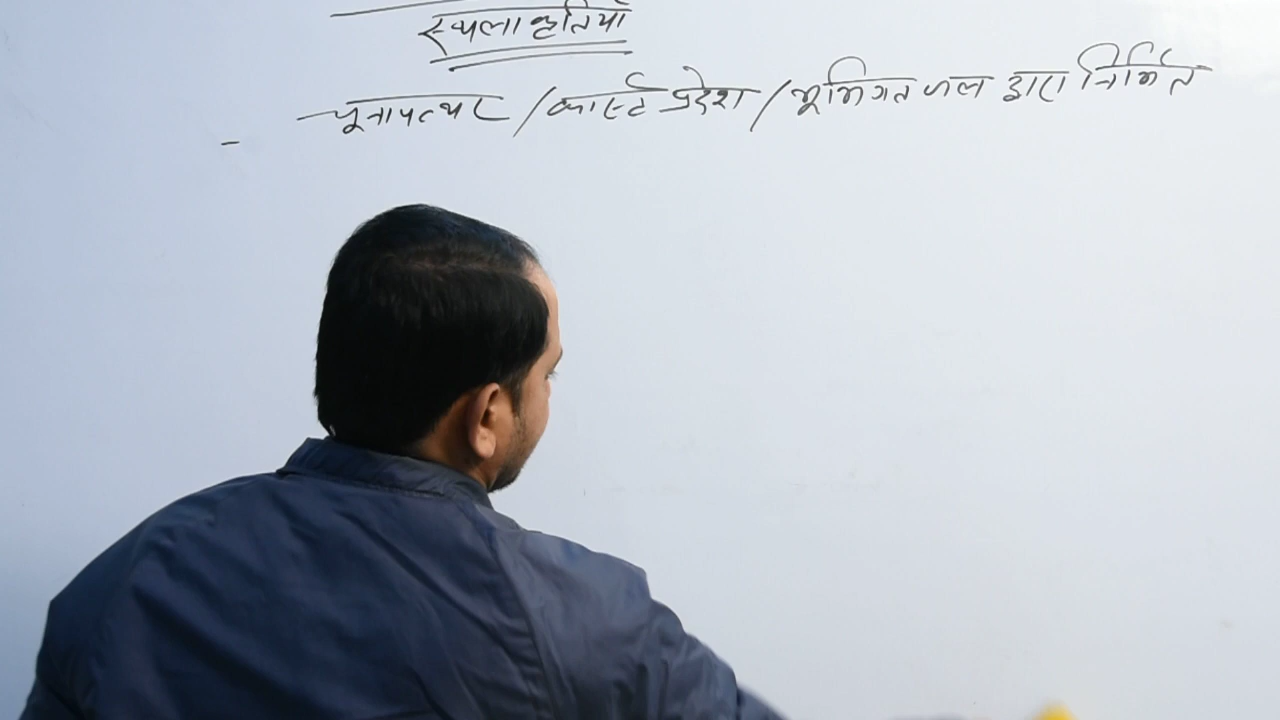 स्थलाकृतियाँ
- चूनापत्थर / कार्स्ट प्रदेश / भूमिगत जल द्वारा निर्मित